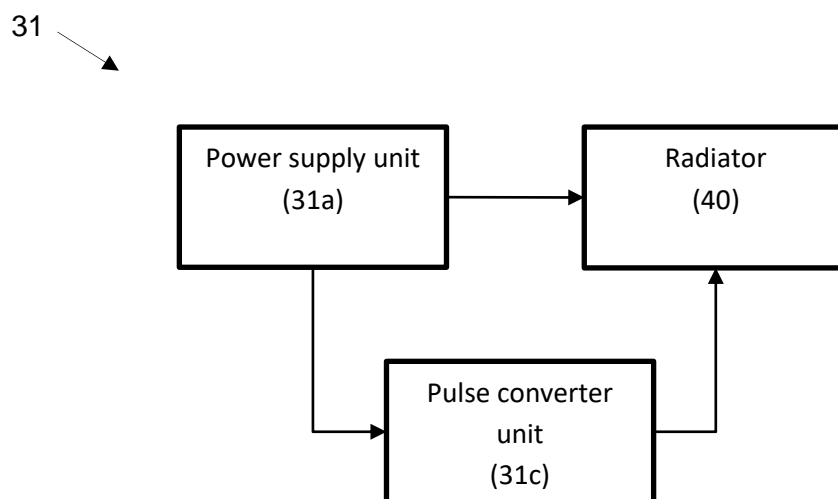 31
Power supply unit
(31a)
Radiator
(40)
Pulse converter
unit
(31c)